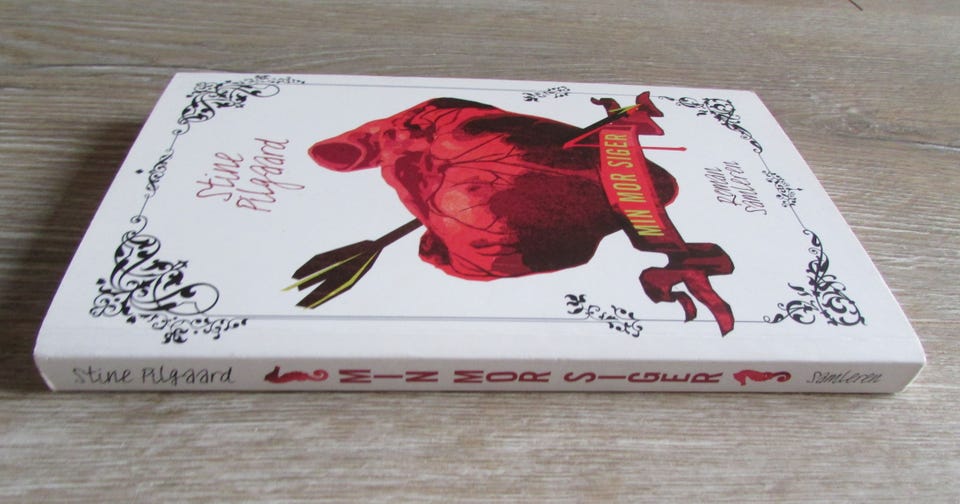 Stine
Pilgaard
MIN MOR SIGER
Roman
Samleren
Stine Pilgaard
MIN MOR SIGER
Samleren